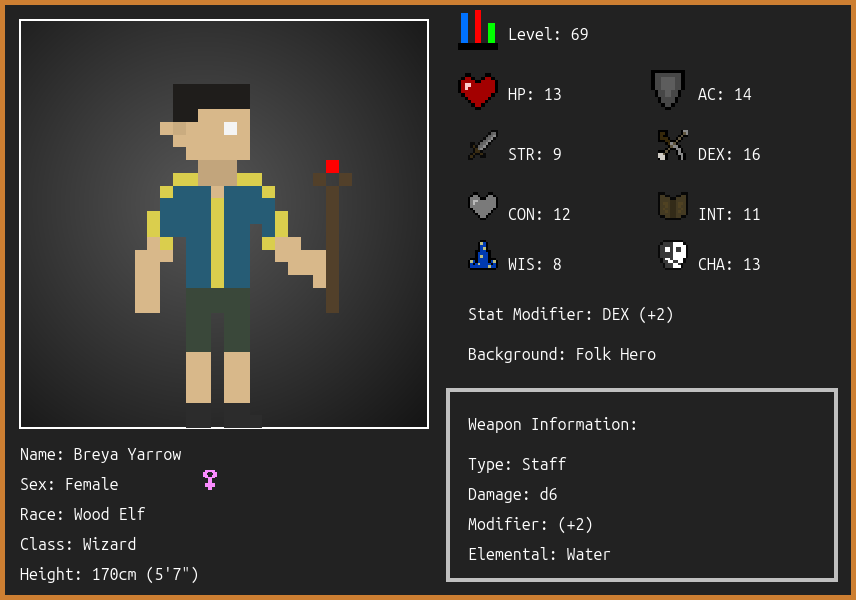 Level: 69
HP: 13
AC: 14
STR: 9
DEX: 16
CON: 12
INT: 11
WIS: 8
CHA: 13
Stat Modifier: DEX (+2)
Background: Folk Hero
Weapon Information:
Type: Staff
Damage: d6
Modifier: (+2)
Elemental: Water
Name: Breya Yarrow
Sex: Female
Race: Wood Elf
Class: Wizard
Height: 170cm (5'7")